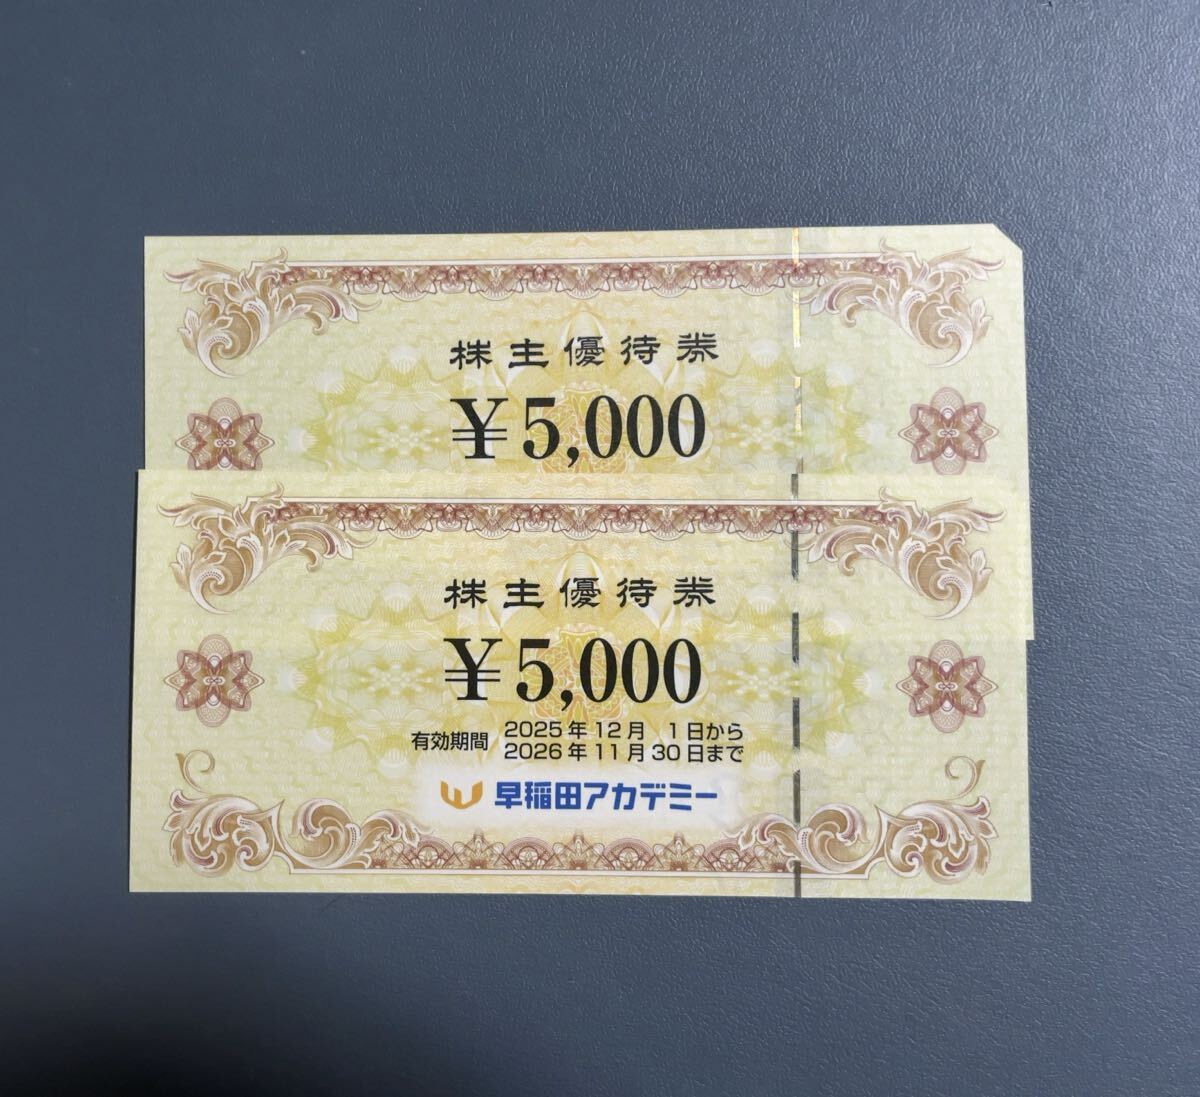 株主優待券
¥5,000
株主優待券
¥5,000
有効期間 2025年12月 1日から
2026年11月30日まで
早稲田アカデミー